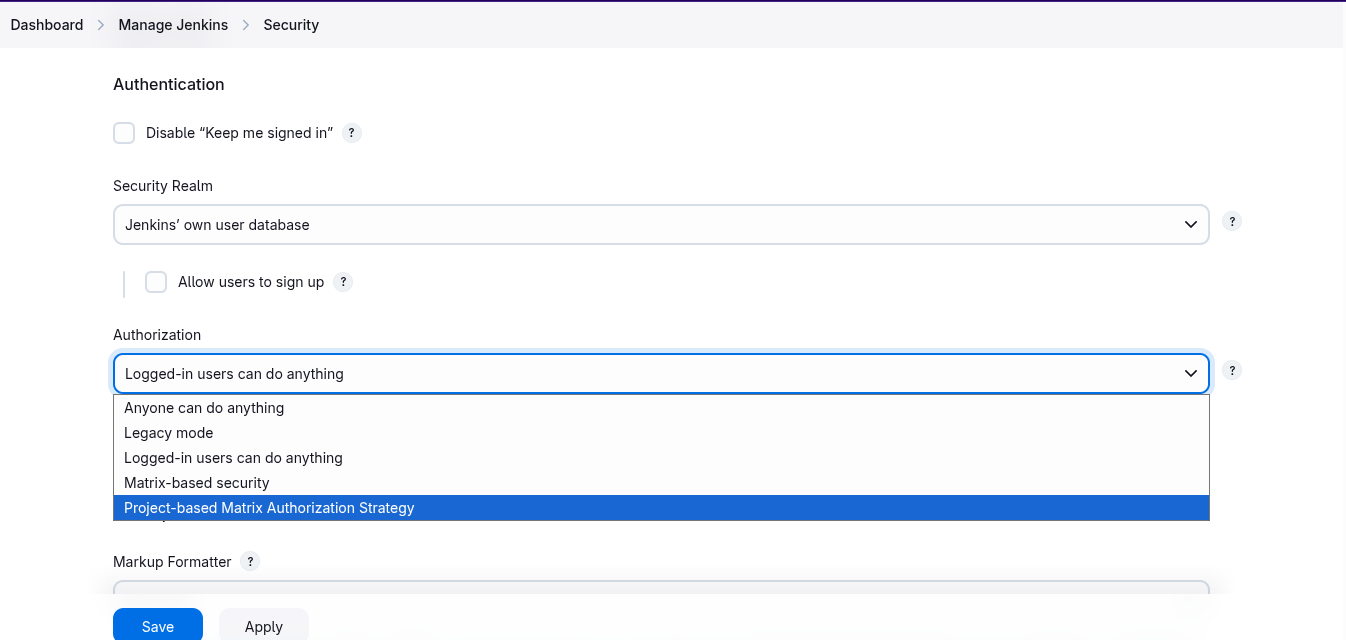 Dashboard > Manage Jenkins > Security
Authentication
Disable “Keep me signed in” ?
Security Realm
Jenkins’ own user database ?
Allow users to sign up ?
Authorization
Logged-in users can do anything ?
Anyone can do anything
Legacy mode
Logged-in users can do anything
Matrix-based security
Project-based Matrix Authorization Strategy
Markup Formatter ?
Save Apply